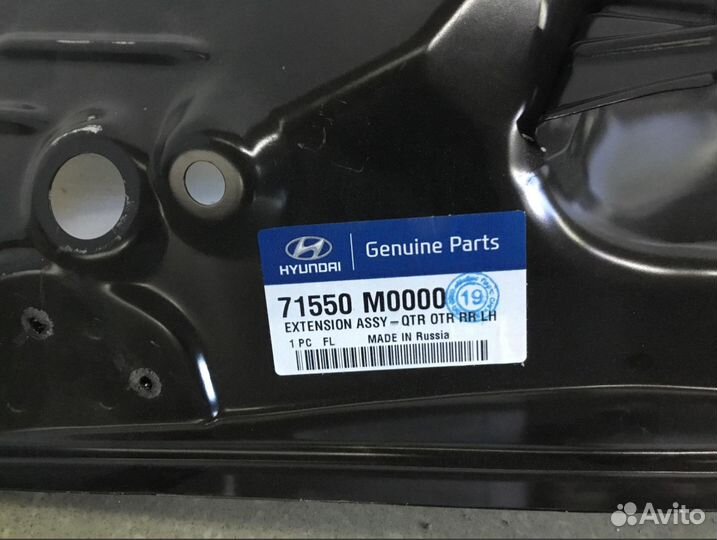 HYUNDAI
Genuine Parts
71550 M0000
19
EXTENSION ASSY-QTR OTR RR LH
1 PC FL MADE IN Russia
Avito